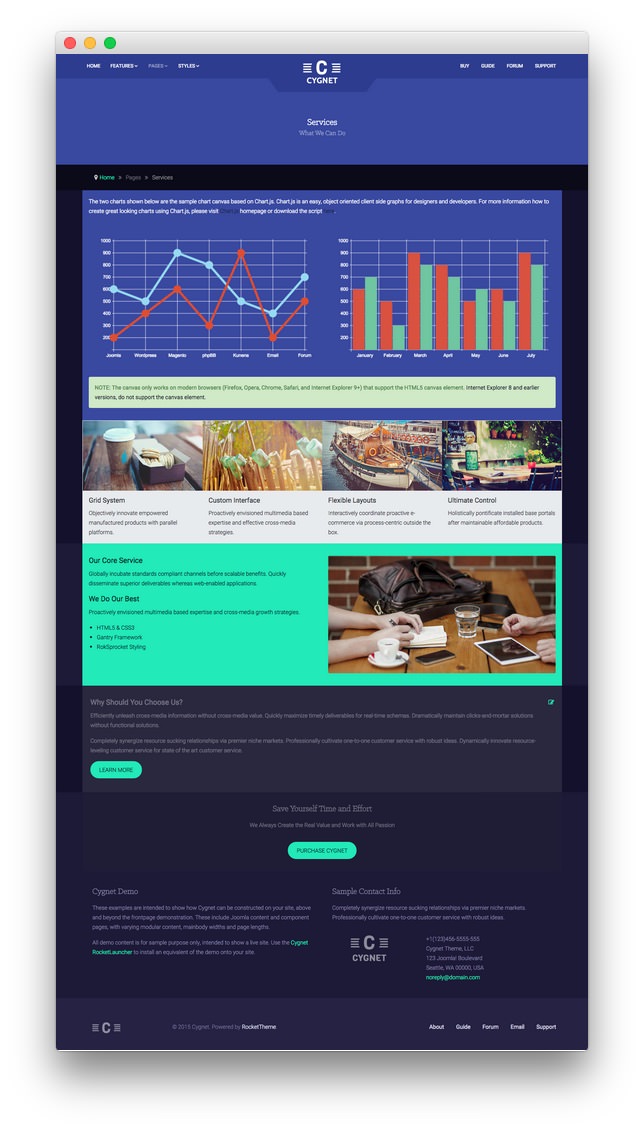 HOME FEATURES PAGES STYLES
C
CYGNET
BUY GUIDE FORUM SUPPORT
Services
What We Can Do
Home » Pages » Services
The two charts shown below are the sample chart canvas based on Chart.js. Chart.js is an easy, object oriented client side graphs for designers and developers. For more information how to
create great looking charts using Chart.js, please visit Chart.js homepage or download the script here.
1000
900
800
700
600
500
400
300
200
Joomla Wordpress Magento phpBB Kunena Email Forum
1000
900
800
700
600
500
400
300
200
January February March April May June July
NOTE: The canvas only works on modern browsers (Firefox, Opera, Chrome, Safari, and Internet Explorer 9+) that support the HTML5 canvas element. Internet Explorer 8 and earlier
versions, do not support the canvas element.
Grid System
Objectively innovate empowered
manufactured products with parallel
platforms.
Custom Interface
Proactively envisioned multimedia based
expertise and effective cross-media
strategies.
Flexible Layouts
Interactively coordinate proactive e-
commerce via process-centric outside the
box.
Ultimate Control
Holistically pontificate installed base portals
after maintainable affordable products.
Our Core Service
Globally incubate standards compliant channels before scalable benefits. Quickly
disseminate superior deliverables whereas web-enabled applications.
We Do Our Best
Proactively envisioned multimedia based expertise and cross-media growth strategies.
• HTML5 & CSS3
• Gantry Framework
• RokSprocket Styling
Why Should You Choose Us?
Efficiently unleash cross-media information without cross-media value. Quickly maximize timely deliverables for real-time schemas. Dramatically maintain clicks-and-mortar solutions
without functional solutions.
Completely synergize resource sucking relationships via premier niche markets. Professionally cultivate one-to-one customer service with robust ideas. Dynamically innovate resource-
leveling customer service for state of the art customer service.
LEARN MORE
Save Yourself Time and Effort
We Always Create the Real Value and Work with All Passion
PURCHASE CYGNET
Cygnet Demo
These examples are intended to show how Cygnet can be constructed on your site, above
and beyond the frontpage demonstration. These include Joomla content and component
pages, with varying modular content, mainbody widths and page lengths.
All demo content is for sample purpose only, intended to show a live site. Use the Cygnet
RocketLauncher to install an equivalent of the demo onto your site.
Sample Contact Info
Completely synergize resource sucking relationships via premier niche markets.
Professionally cultivate one-to-one customer service with robust ideas.
C
CYGNET
+1(123)456-5555-555
Cygnet Theme, LLC
123 Joomla! Boulevard
Seattle, WA 00000, USA
noreply@domain.com
C
© 2015 Cygnet. Powered by RocketTheme
About Guide Forum Email Support